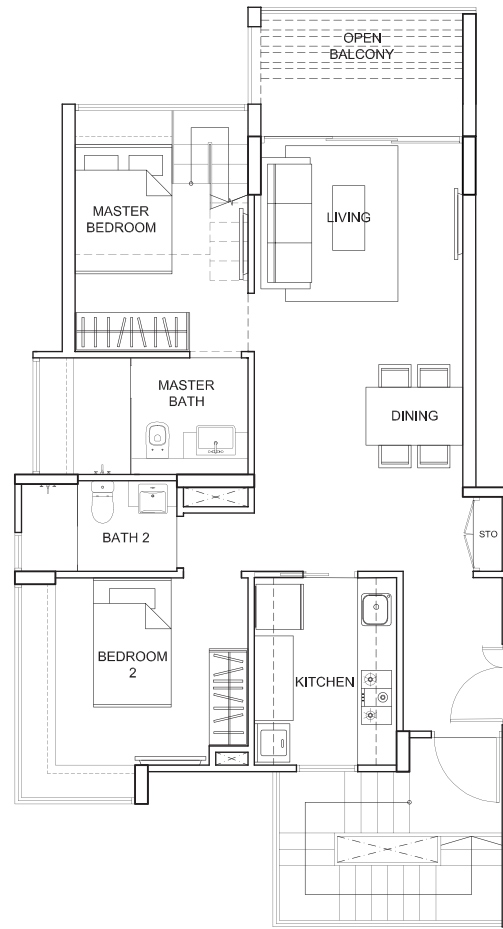 OPEN
BALCONY
MASTER
BEDROOM
LIVING
MASTER
BATH
DINING
BATH 2
STO
BEDROOM
2
KITCHEN